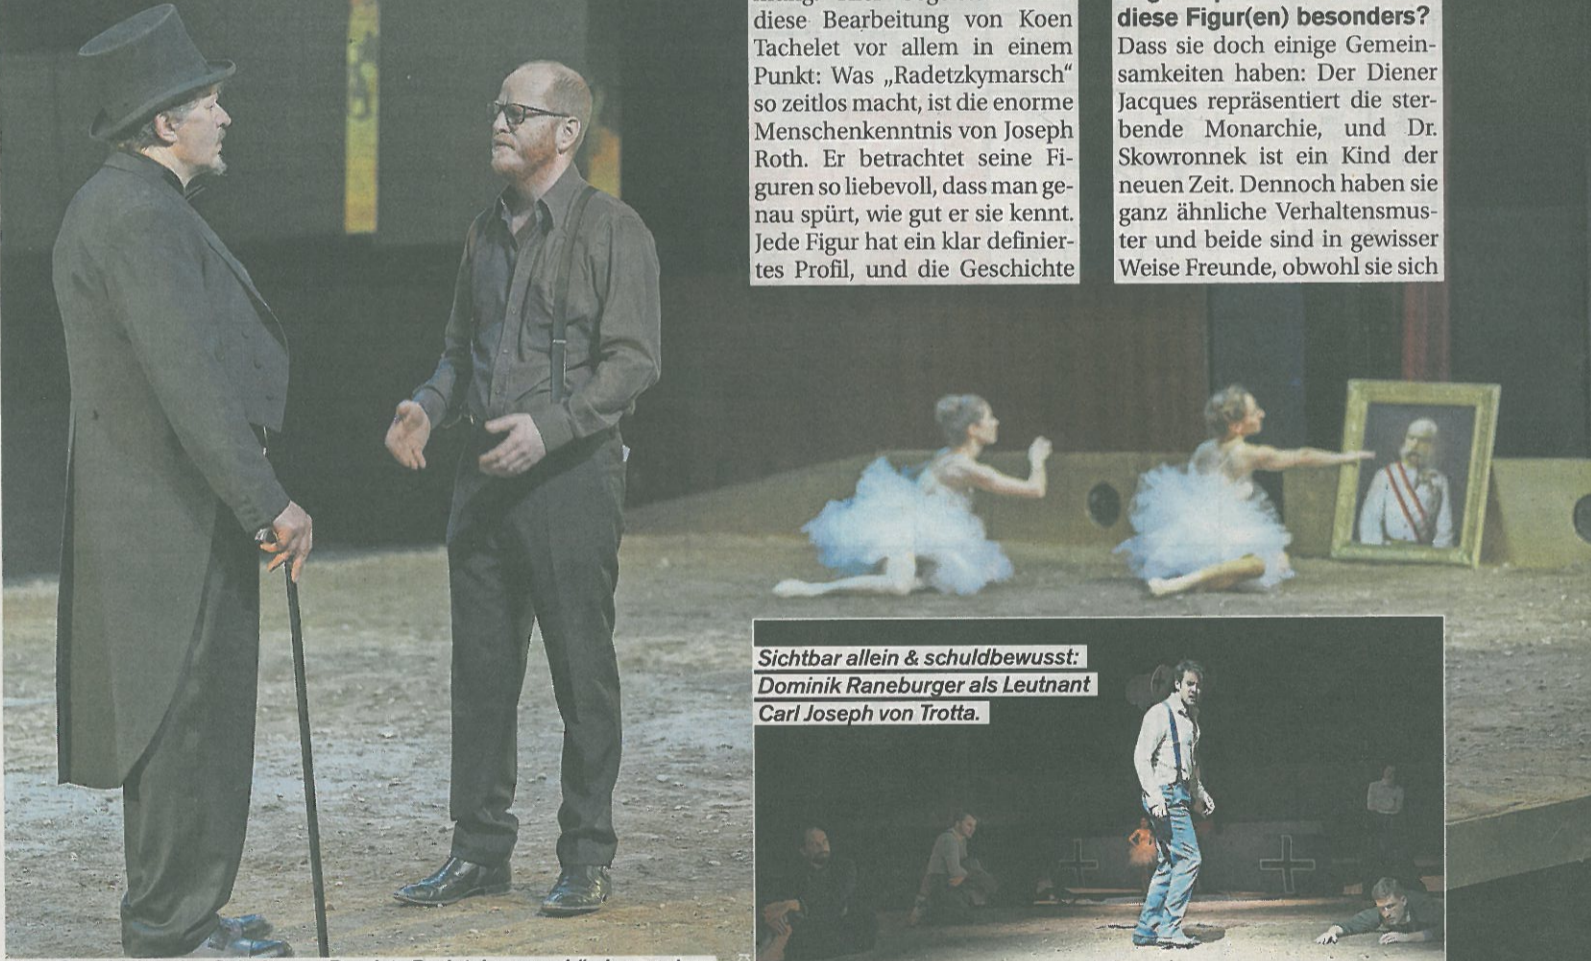 diese Bearbeitung von Koen
Tachelet vor allem in einem
Punkt: Was „Radetzkymarsch“
so zeitlos macht, ist die enorme
Menschenkenntnis von Joseph
Roth. Er betrachtet seine Fi-
guren so liebevoll, dass man ge-
nau spürt, wie gut er sie kennt.
Jede Figur hat ein klar definier-
tes Profil, und die Geschichte
diese Figur(en) besonders?
Dass sie doch einige Gemein-
samkeiten haben: Der Diener
Jacques repräsentiert die ster-
bende Monarchie, und Dr.
Skowronnek ist ein Kind der
neuen Zeit. Dennoch haben sie
ganz ähnliche Verhaltensmus-
ter und beide sind in gewisser
Weise Freunde, obwohl sie sich
Sichtbar allein & schuldbewusst:
Dominik Raneburger als Leutnant
Carl Joseph von Trotta.